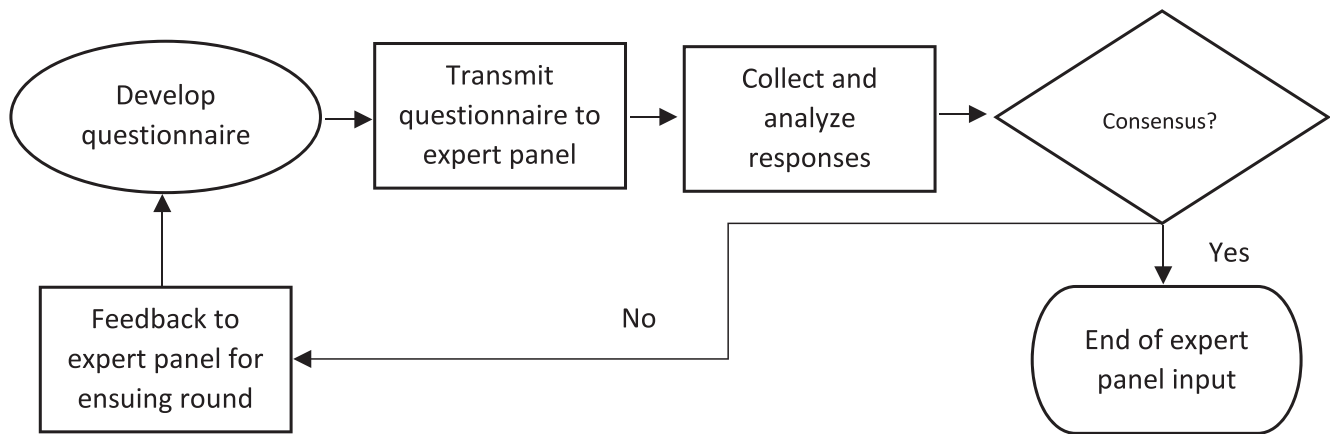 Develop
questionnaire
Transmit
questionnaire to
expert panel
Collect and
analyze
responses
Consensus?
Yes
No
Feedback to
expert panel for
ensuing round
End of expert
panel input